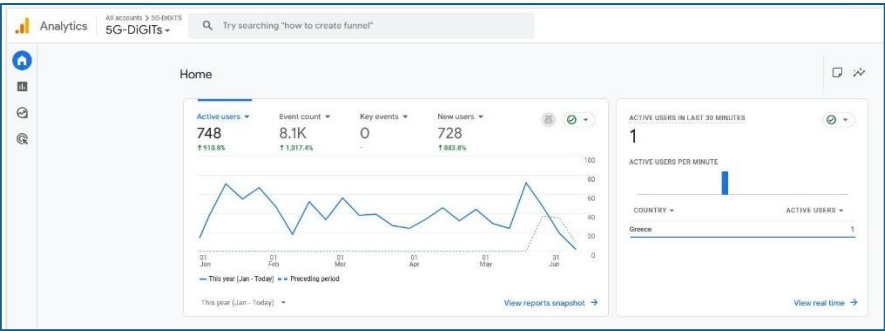 Analytics
All accounts > 5G-DiGITS
5G-DiGITs
Try searching "how to create funnel"
Home
Active users Event count Key events New users
748 8.1K 0 728
↑ 913.8% ↑ 1,017.4% - ↑ 883.8%
100
80
60
40
20
0
01 Jan
01 Feb
01 Mar
01 Apr
01 May
01 Jun
This year (Jan - Today) Preceding period
This year (Jan - Today)
View reports snapshot →
ACTIVE USERS IN LAST 30 MINUTES
1
ACTIVE USERS PER MINUTE
COUNTRY ACTIVE USERS
Greece 1
View real time →